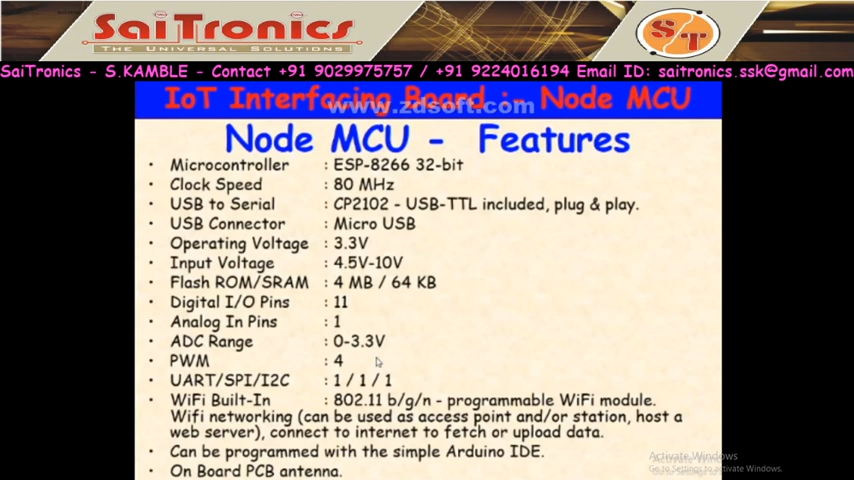 SaiTronics
THE UNIVERSAL SOLUTIONS
ST
SaiTronics - S.KAMBLE - Contact +91 9029975757 / +91 9224016194 Email ID: saitronics.ssk@gmail.com
IoT Interfacing Board :- Node MCU
www.zdsoft.com
Node MCU - Features
• Microcontroller : ESP-8266 32-bit
• Clock Speed : 80 MHz
• USB to Serial : CP2102 - USB-TTL included, plug & play.
• USB Connector : Micro USB
• Operating Voltage : 3.3V
• Input Voltage : 4.5V-10V
• Flash ROM/SRAM : 4 MB / 64 KB
• Digital I/O Pins : 11
• Analog In Pins : 1
• ADC Range : 0-3.3V
• PWM : 4
• UART/SPI/I2C : 1 / 1 / 1
• WiFi Built-In : 802.11 b/g/n - programmable WiFi module.
Wifi networking (can be used as access point and/or station, host a
web server), connect to internet to fetch or upload data.
• Can be programmed with the simple Arduino IDE.
• On Board PCB antenna.
Activate Windows
Go to Settings to activate Windows.